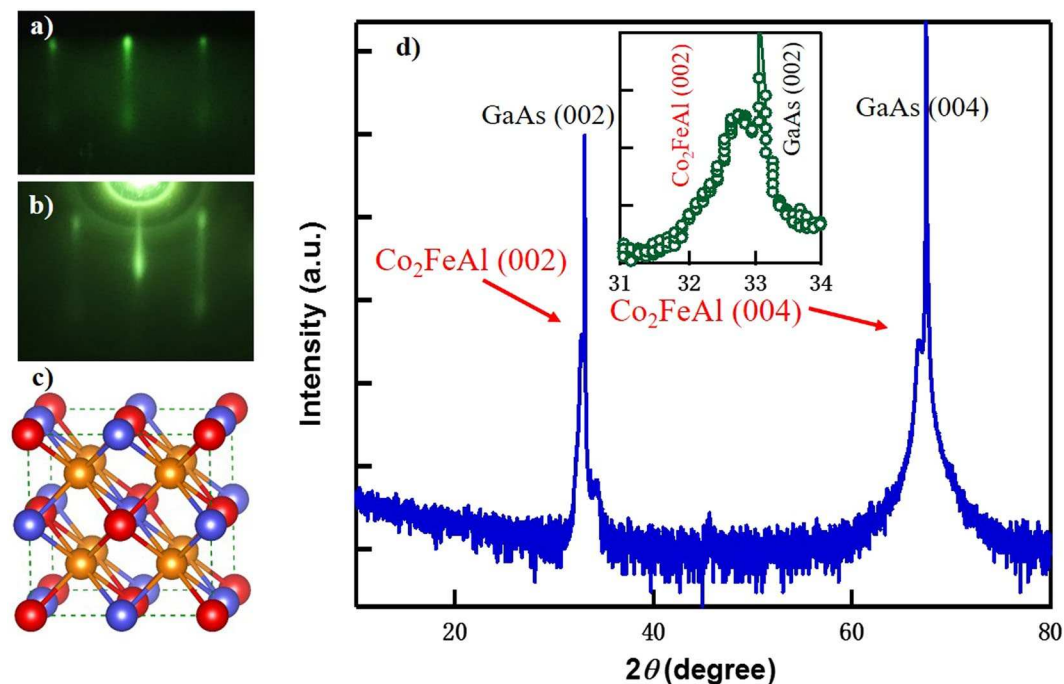 a)
b)
c)
d)
GaAs (002)
GaAs (004)
Co₂FeAl (002)
Co₂FeAl (004)
Co₂FeAl (002)
GaAs (002)
31 32 33 34
Intensity (a.u.)
20 40 60 80
2θ (degree)